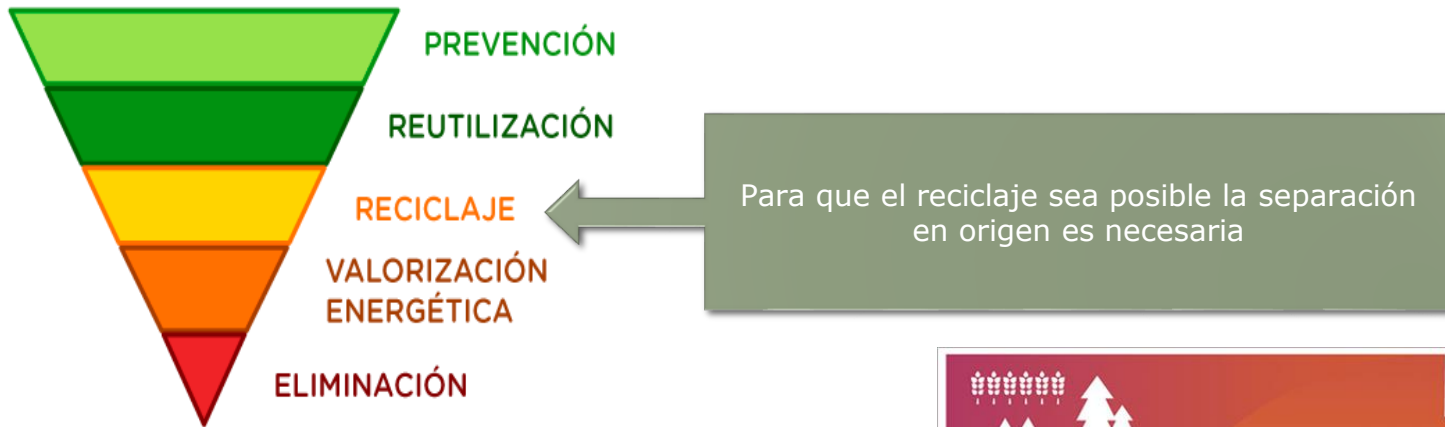 PREVENCIÓN
REUTILIZACIÓN
RECICLAJE
Para que el reciclaje sea posible la separación
en origen es necesaria
VALORIZACIÓN
ENERGÉTICA
ELIMINACIÓN